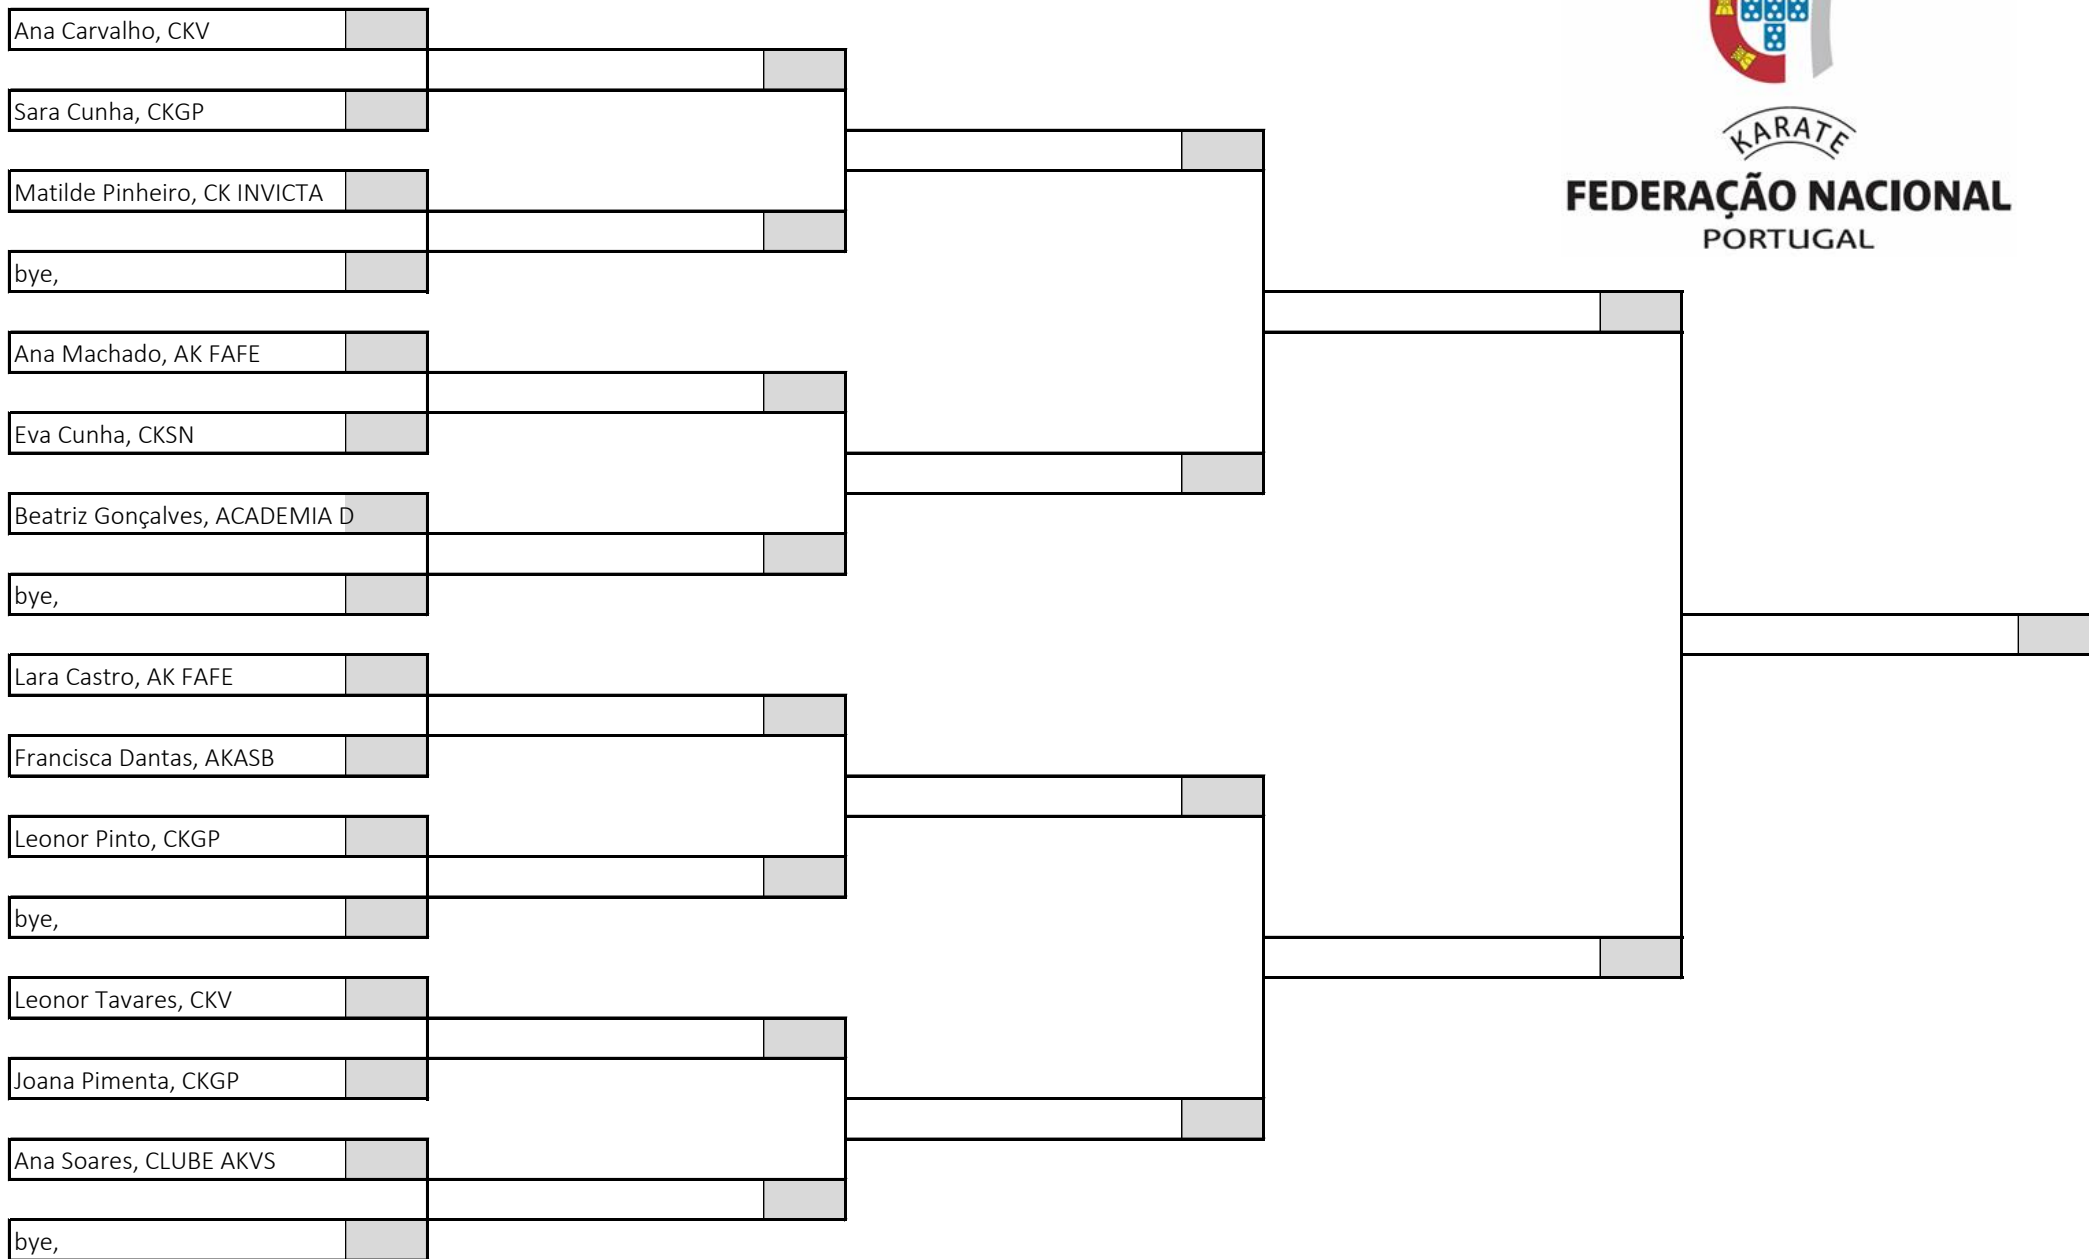 Ana Carvalho, CKV
Sara Cunha, CKGP
KARATE
Matilde Pinheiro, CK INVICTA
FEDERAÇÃO NACIONAL
PORTUGAL
bye,
Ana Machado, AK FAFE
Eva Cunha, CKSN
Beatriz Gonçalves, ACADEMIA D
bye,
Lara Castro, AK FAFE
Francisca Dantas, AKASB
Leonor Pinto, CKGP
bye,
Leonor Tavares, CKV
Joana Pimenta, CKGP
Ana Soares, CLUBE AKVS
bye,